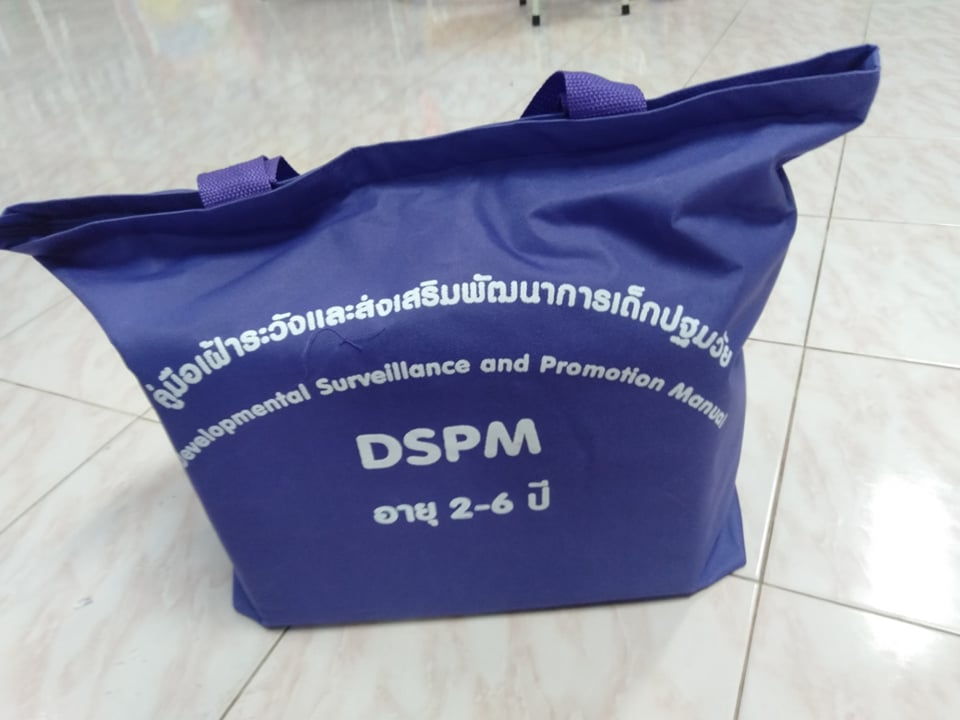 คู่มือเฝ้าระวังและส่งเสริมพัฒนาการเด็กปฐมวัย
Developmental Surveillance and Promotion Manual
DSPM
อายุ 2-6 ปี